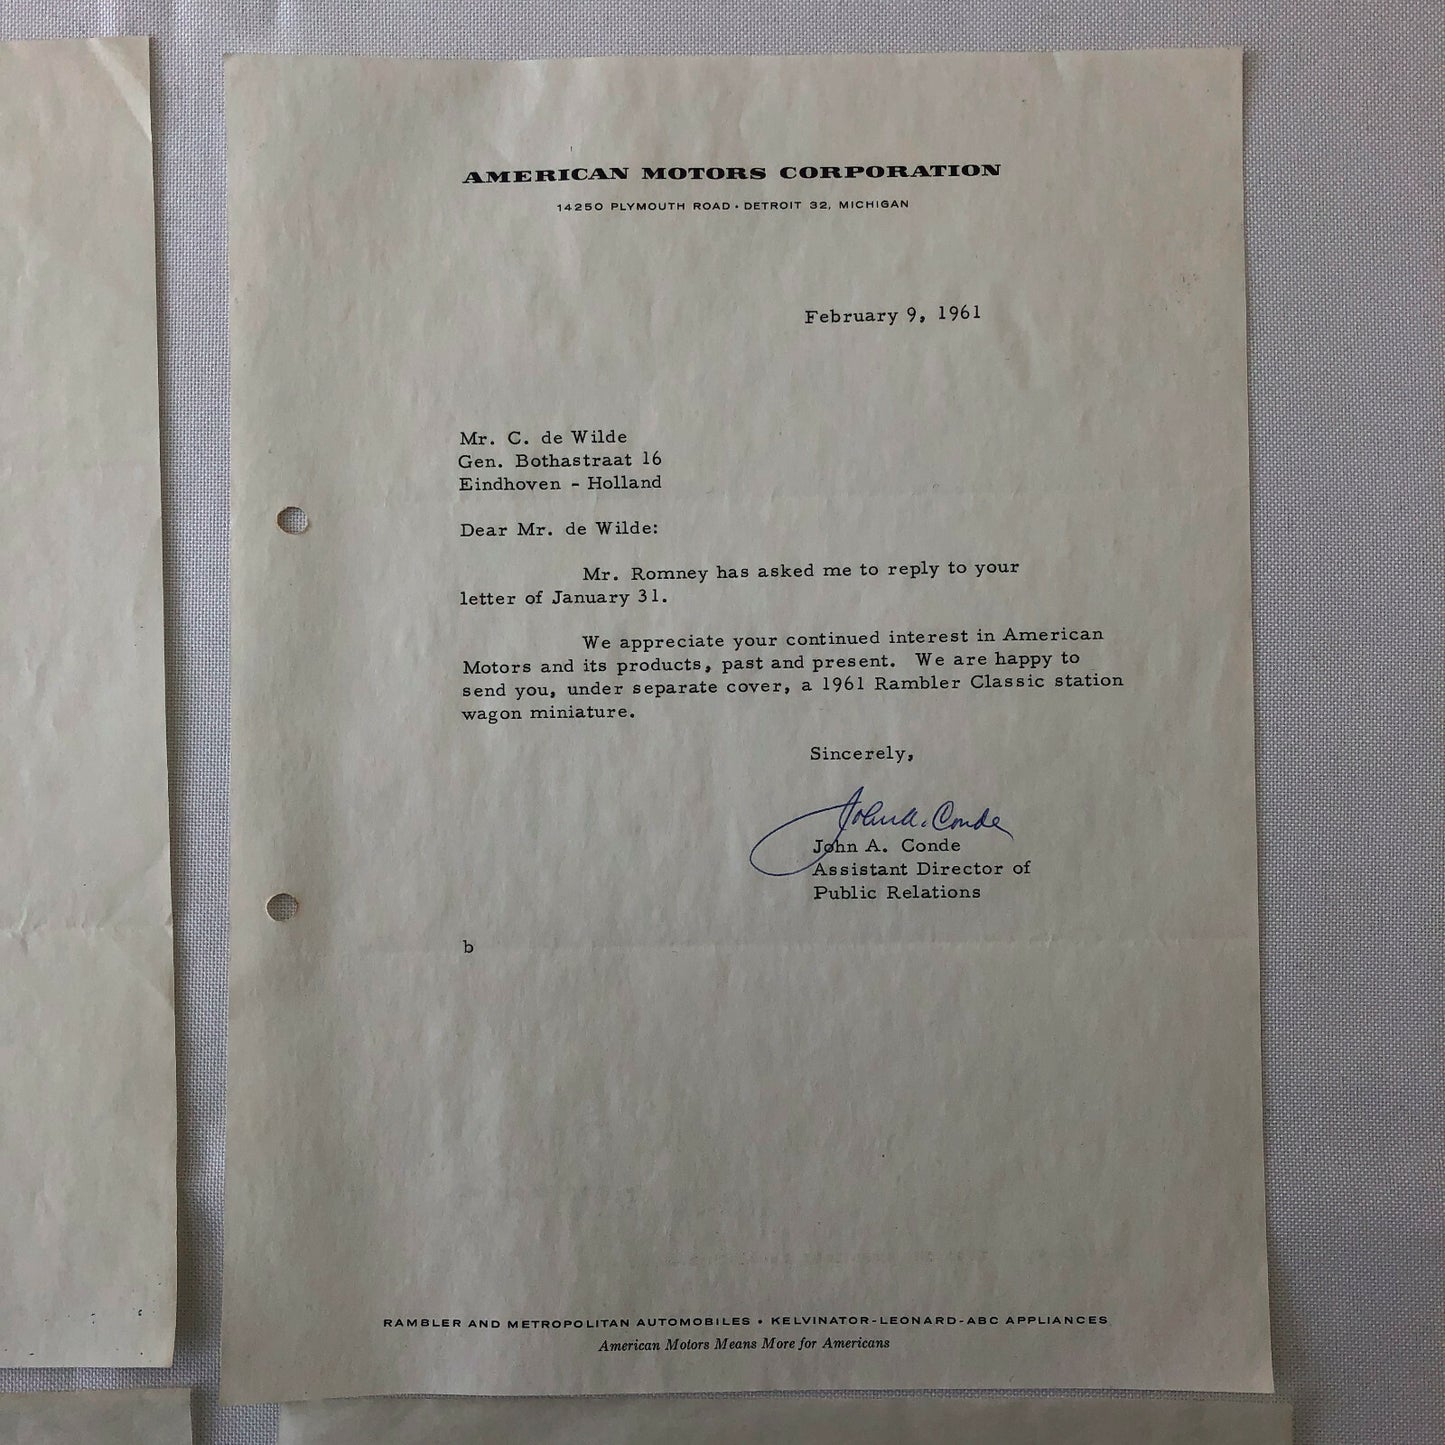 AMERICAN MOTORS CORPORATION
14250 PLYMOUTH ROAD • DETROIT 32, MICHIGAN
February 9, 1961
Mr. C. de Wilde
Gen. Bothastraat 16
Eindhoven - Holland
Dear Mr. de Wilde:
Mr. Romney has asked me to reply to your
letter of January 31.
We appreciate your continued interest in American
Motors and its products, past and present. We are happy to
send you, under separate cover, a 1961 Rambler Classic station
wagon miniature.
Sincerely,
John A. Conde
John A. Conde
Assistant Director of
Public Relations
b
RAMBLER AND METROPOLITAN AUTOMOBILES • KELVINATOR-LEONARD-ABC APPLIANCES
American Motors Means More for Americans